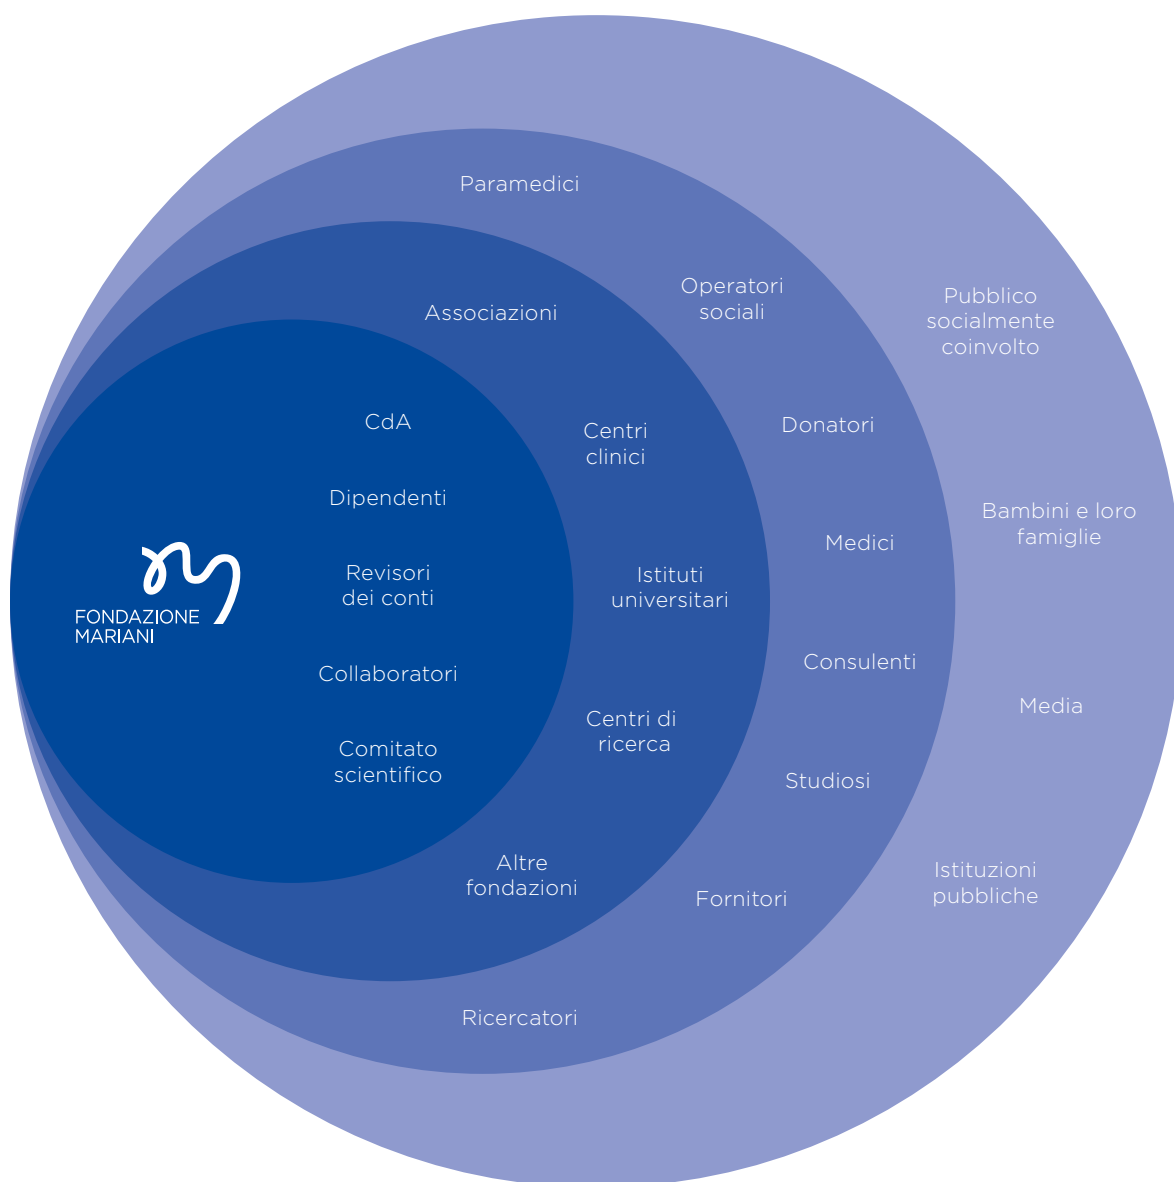 FONDAZIONE
MARIANI
CdA
Dipendenti
Revisori
dei conti
Collaboratori
Comitato
scientifico
Associazioni
Centri
clinici
Istituti
universitari
Centri di
ricerca
Altre
fondazioni
Paramedici
Operatori
sociali
Donatori
Medici
Consulenti
Studiosi
Fornitori
Ricercatori
Pubblico
socialmente
coinvolto
Bambini e loro
famiglie
Media
Istituzioni
pubbliche